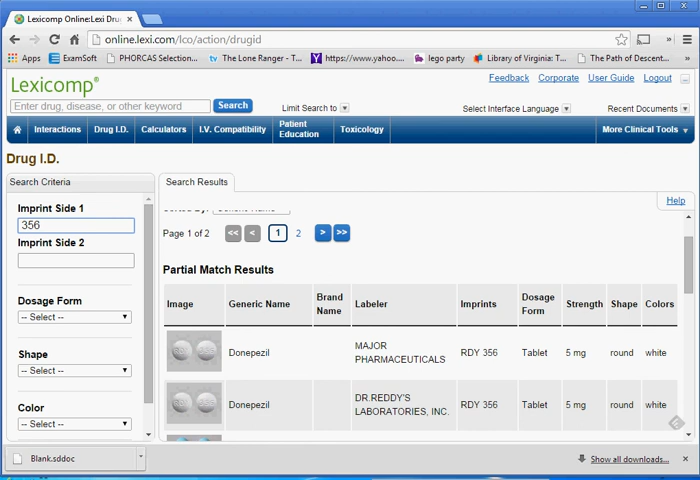 Lexicomp Online:Lexi Dru
online.lexi.com/lco/action/drugid
Apps ExamSoft PHORCAS Selection... The Lone Ranger - T... https://www.yahoo.... lego party Library of Virginia: T... The Path of Descent...
Lexicomp®
Feedback Corporate User Guide Logout
Enter drug, disease, or other keyword Search Limit Search to Select Interface Language Recent Documents
Interactions Drug I.D. Calculators I.V. Compatibility Patient Education Toxicology More Clinical Tools
Drug I.D.
Search Criteria
Search Results
Help
Imprint Side 1
356
Imprint Side 2
Dosage Form
-- Select --
Shape
-- Select --
Color
-- Select --
Page 1 of 2 << < 1 2 > >>
Partial Match Results
Image Generic Name Brand Name Labeler Imprints Dosage Form Strength Shape Colors
Donepezil MAJOR PHARMACEUTICALS RDY 356 Tablet 5 mg round white
Donepezil DR.REDDY'S LABORATORIES, INC. RDY 356 Tablet 5 mg round white
Blank.sddoc
Show all downloads...